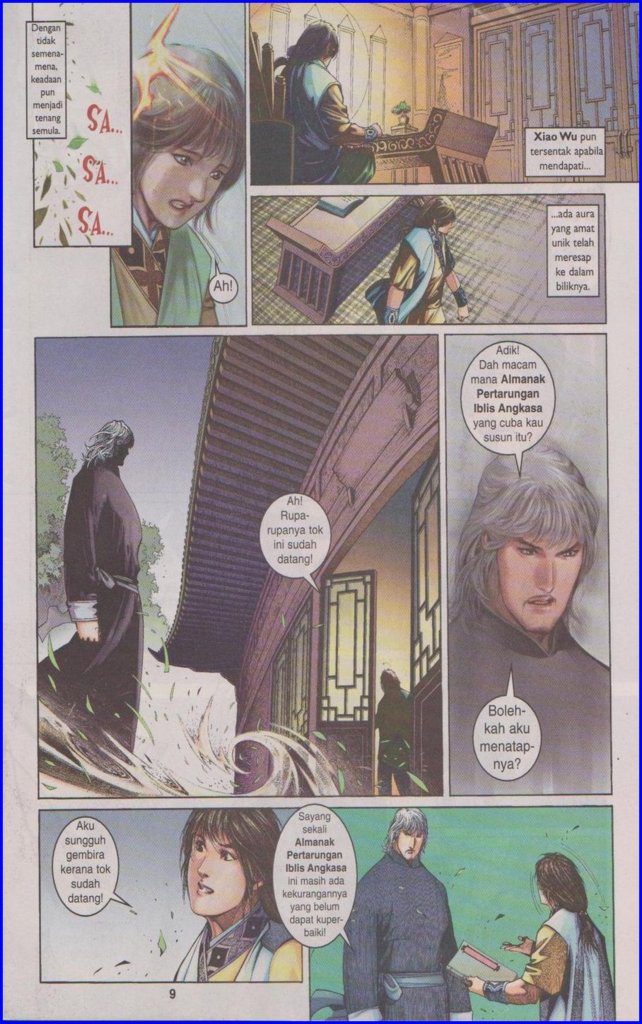 Dengan
tidak
semena-
mena,
keadaan
pun
menjadi
tenang
semula.
SA...
SA...
SA...
Ah!
Xiao Wu pun
tersentak apabila
mendapati...
...ada aura
yang amat
unik telah
meresap
ke dalam
biliknya.
Ah!
Rupa-
rupanya tok
ini sudah
datang!
Adik!
Dah macam
mana Almanak
Pertarungan
Iblis Angkasa
yang cuba kau
susun itu?
Boleh-
kah aku
menatap-
nya?
Aku
sungguh
gembira
kerana tok
sudah
datang!
Sayang
sekali
Almanak
Pertarungan
Iblis Angkasa
ini masih ada
kekurangannya
yang belum
dapat kuper-
baiki!
9